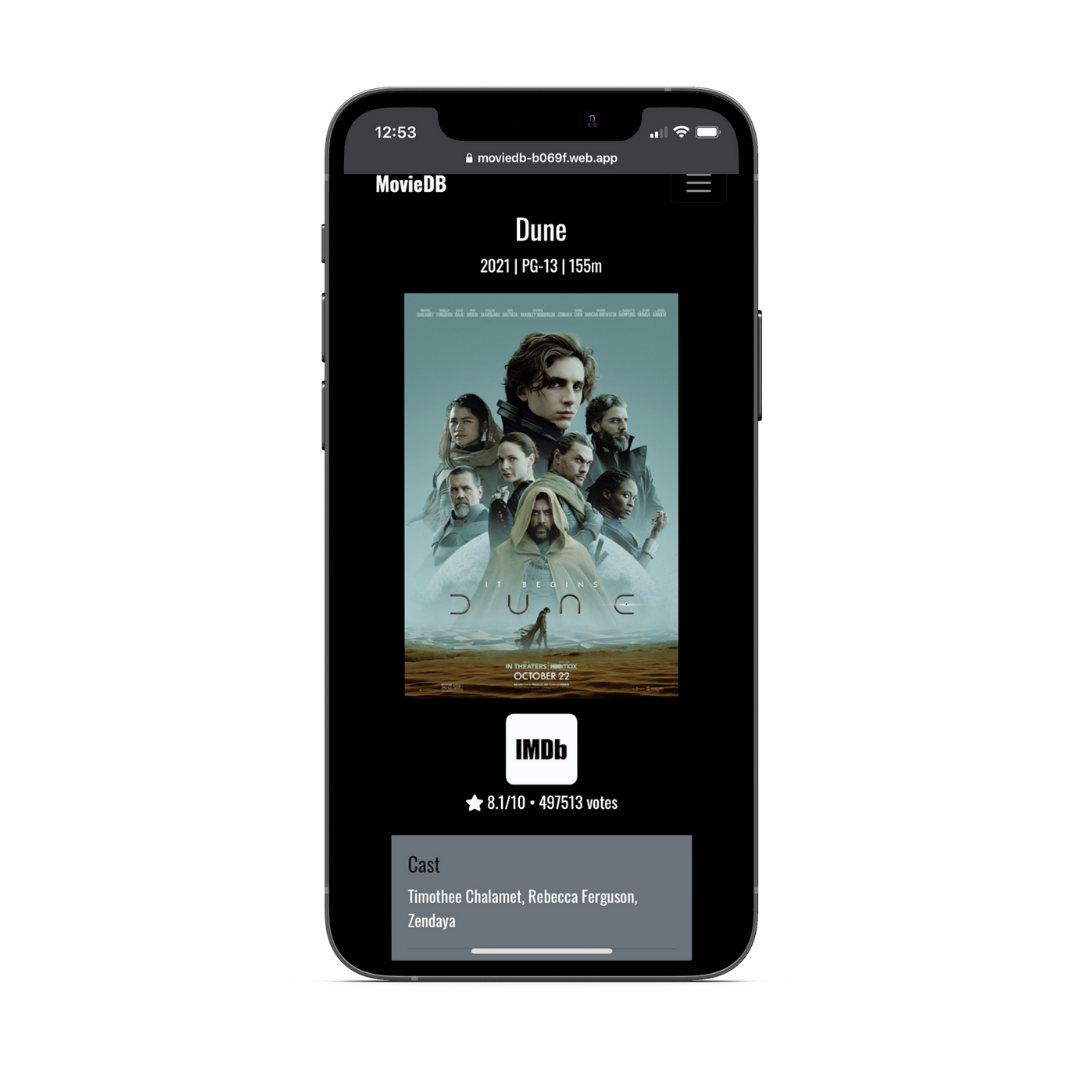 12:53
moviedb-b069f.web.app
MovieDB
Dune
2021 | PG-13 | 155m
IT BEGINS
DUNE
IN THEATERS | HBOMAX
OCTOBER 22
IMDb
8.1/10 • 497513 votes
Cast
Timothee Chalamet, Rebecca Ferguson,
Zendaya